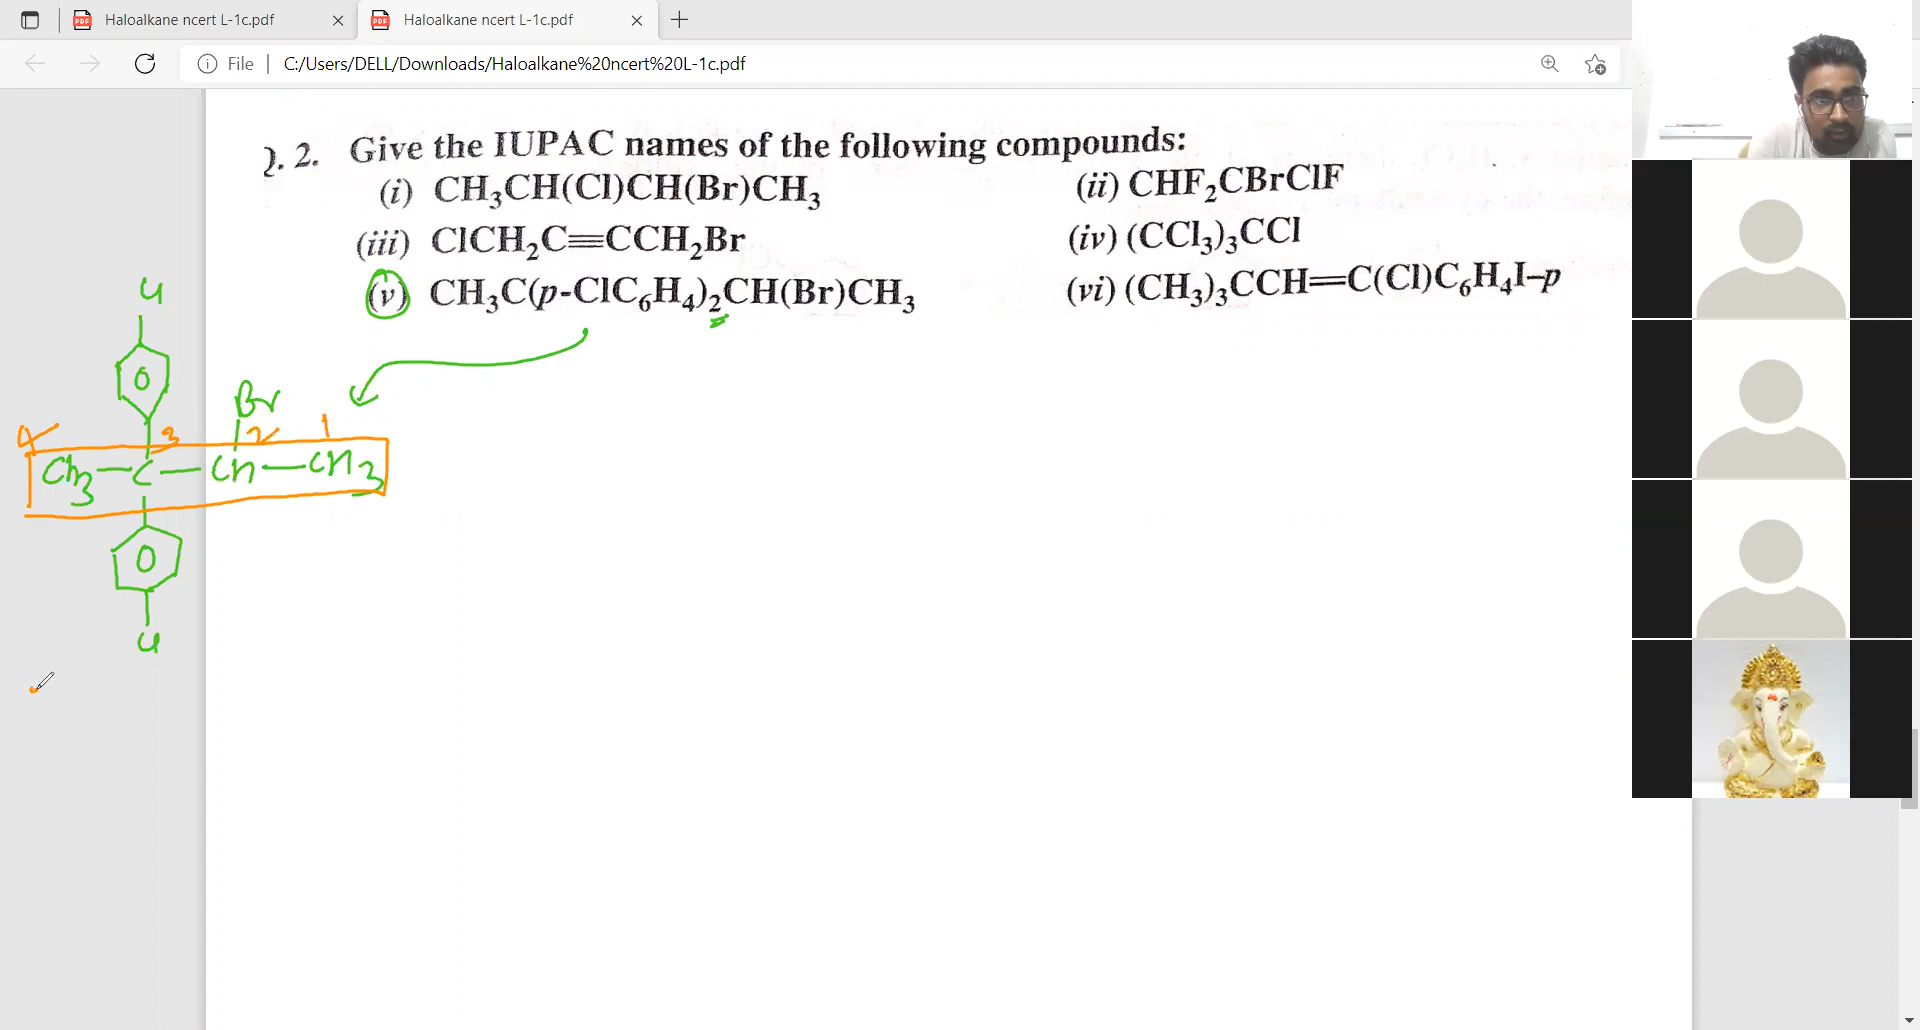 Haloalkane ncert L-1c.pdf
Haloalkane ncert L-1c.pdf
File | C:/Users/DELL/Downloads/Haloalkane%20ncert%20L-1c.pdf
2. Give the IUPAC names of the following compounds:
(i) CH₃CH(Cl)CH(Br)CH₃ (ii) CHF₂CBrClF
(iii) ClCH₂C≡CCH₂Br (iv) (CCl₃)₃CCl
(v) CH₃C(p-ClC₆H₄)₂CH(Br)CH₃ (vi) (CH₃)₃CCH=C(Cl)C₆H₄I-p
Cl
Br
4 3 2 1
CH₃—C—CH—CH₃
Cl